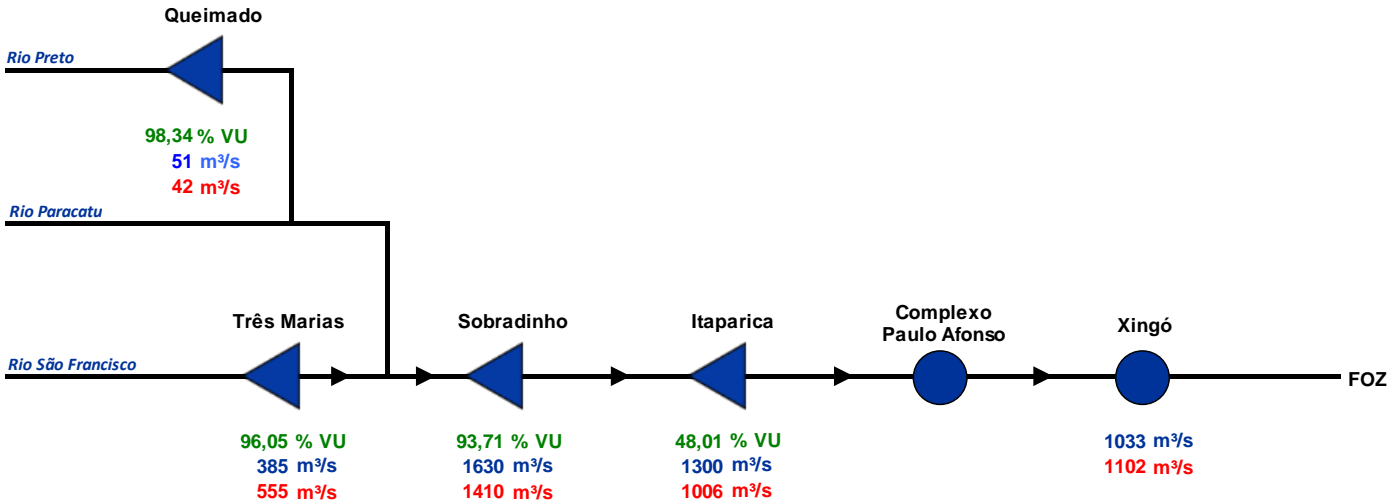 Queimado
Rio Preto
98,34 % VU
51 m³/s
42 m³/s
Rio Paracatu
Três Marias
Sobradinho
Itaparica
Complexo
Paulo Afonso
Xingó
Rio São Francisco
FOZ
96,05 % VU
385 m³/s
555 m³/s
93,71 % VU
1630 m³/s
1410 m³/s
48,01 % VU
1300 m³/s
1006 m³/s
1033 m³/s
1102 m³/s